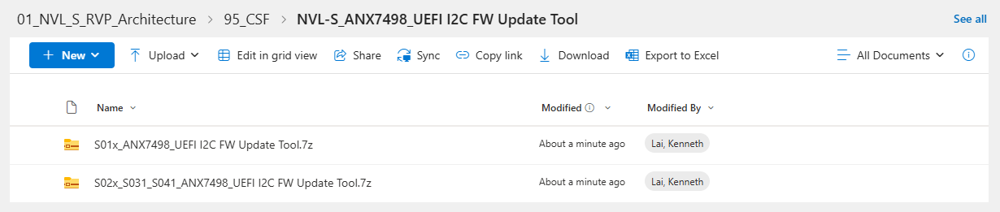 01_NVL_S_RVP_Architecture > 95_CSF > NVL-S_ANX7498_UEFI I2C FW Update Tool See all
+ New Upload Edit in grid view Share Sync Copy link Download Export to Excel All Documents
Name Modified Modified By
S01x_ANX7498_UEFI I2C FW Update Tool.7z About a minute ago Lai, Kenneth
S02x_S031_S041_ANX7498_UEFI I2C FW Update Tool.7z About a minute ago Lai, Kenneth